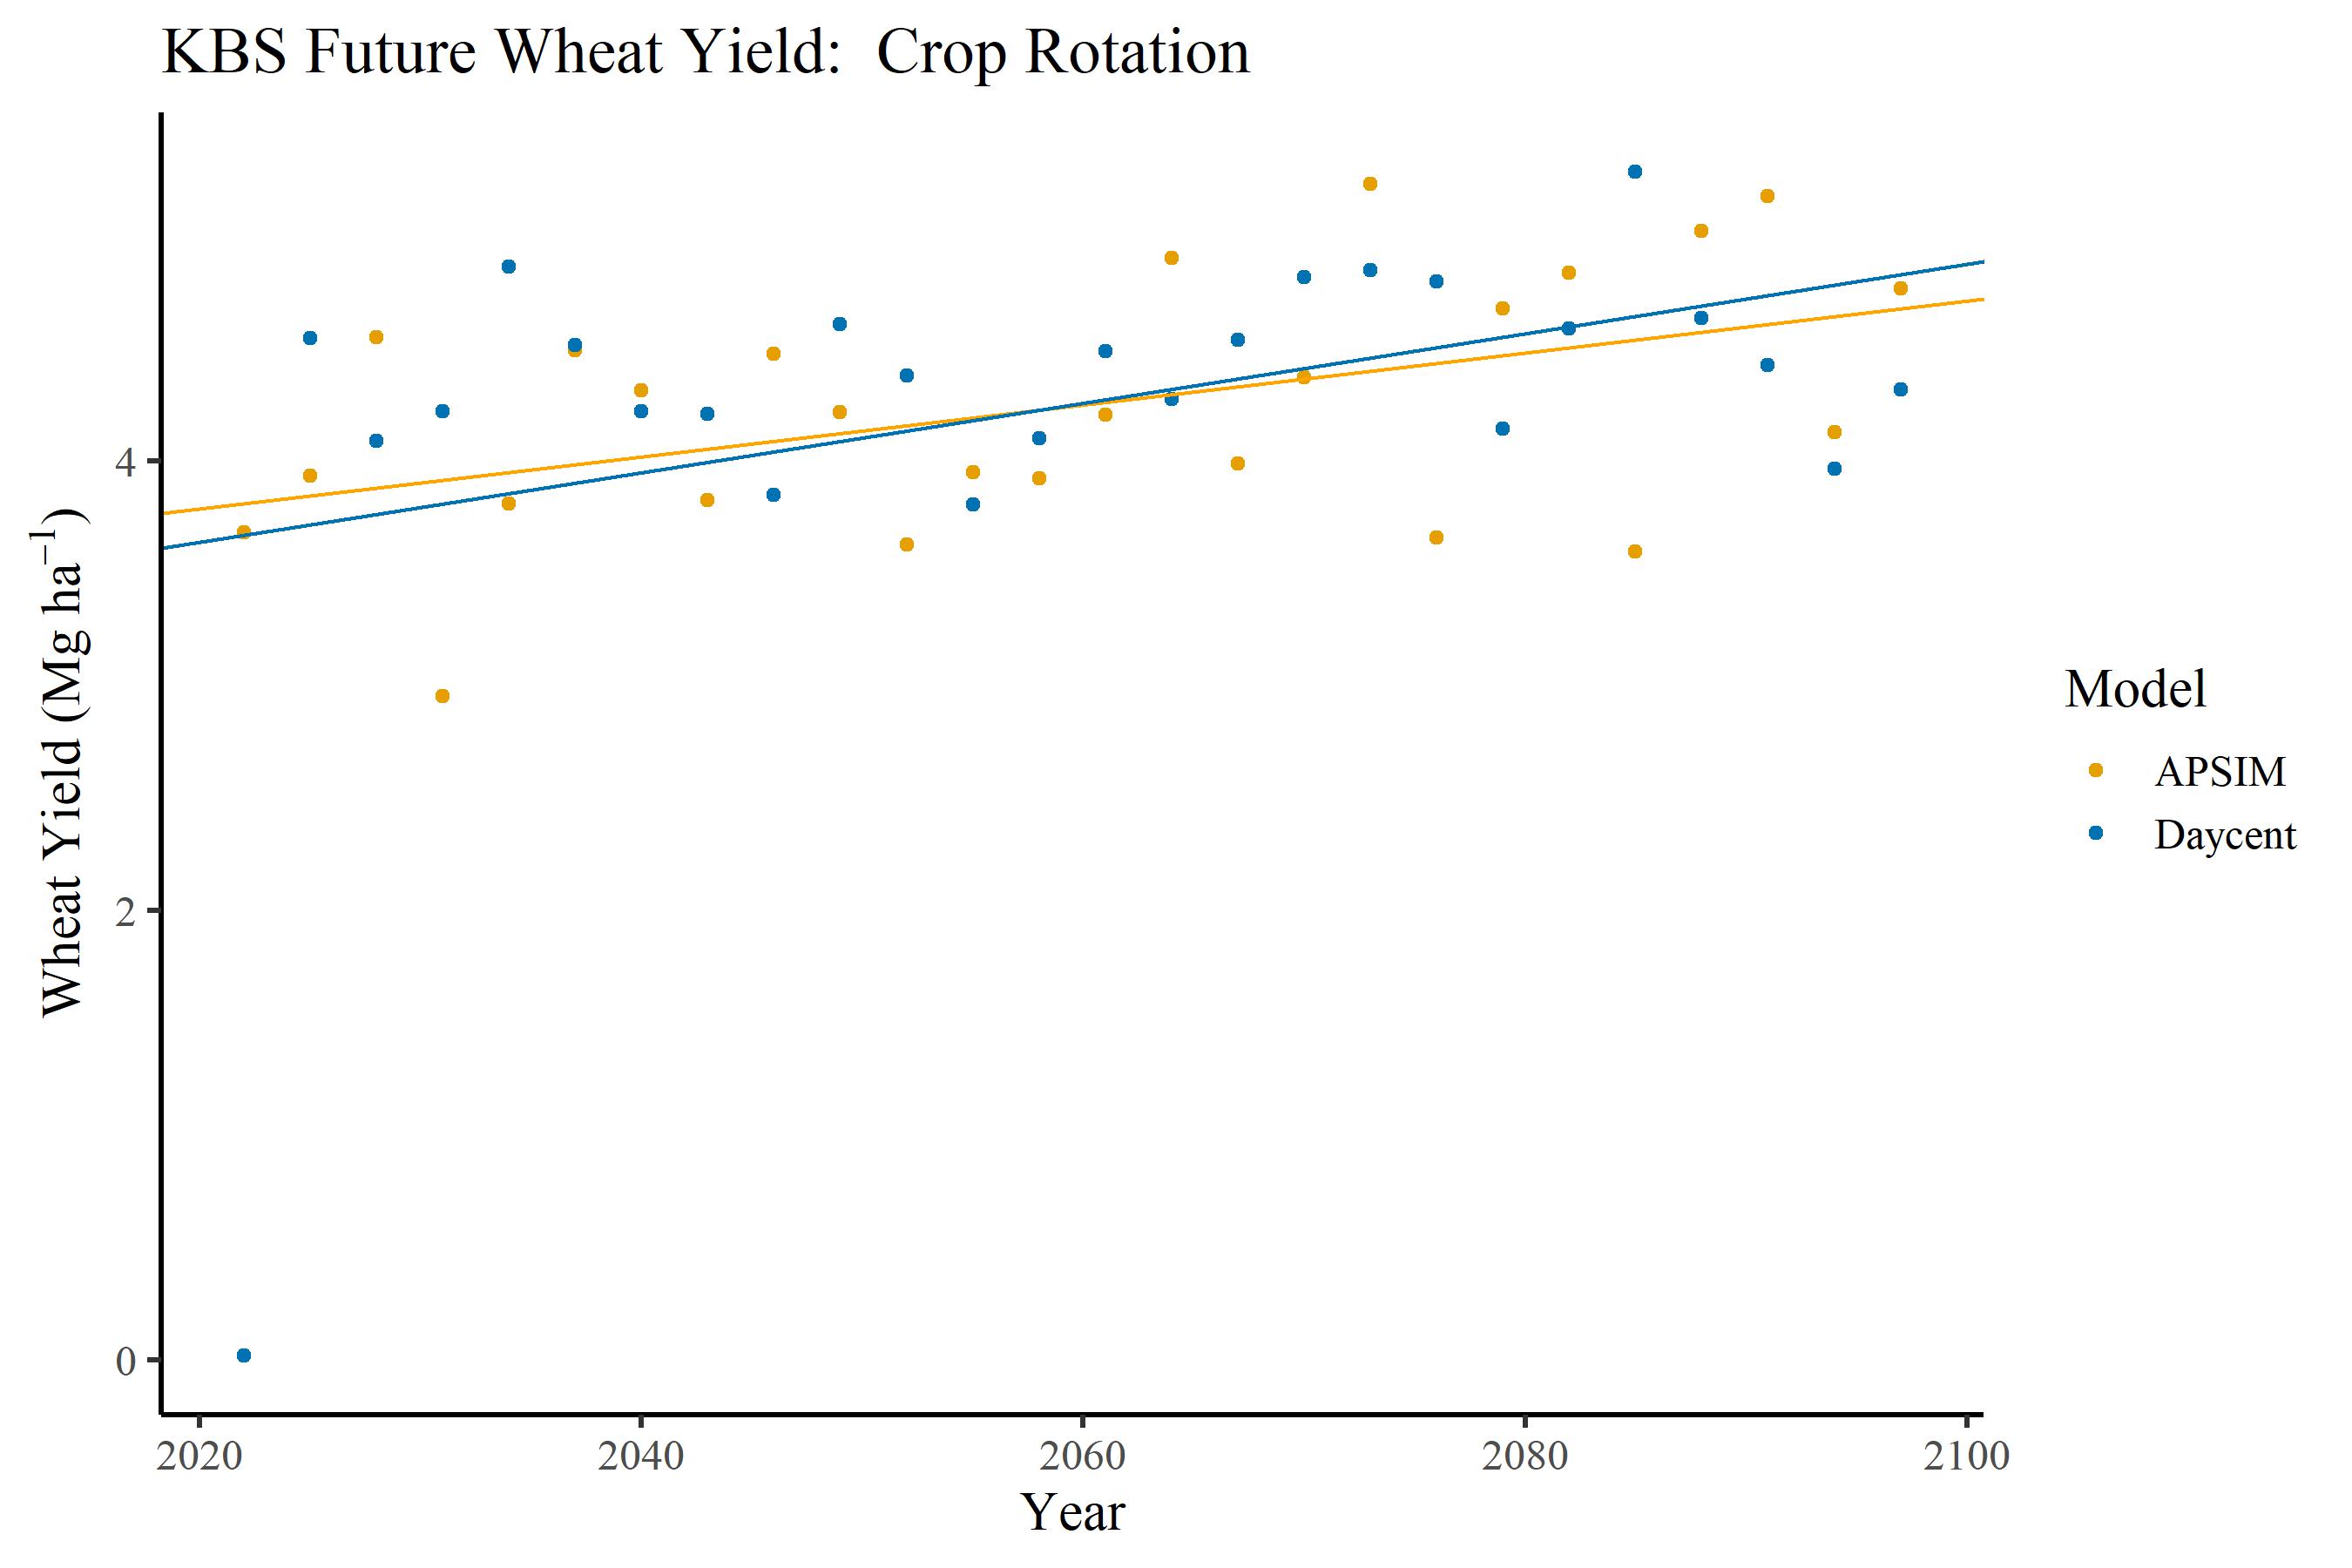 KBS Future Wheat Yield:  Crop Rotation
Wheat Yield (Mg ha⁻¹)
4
2
0
2020 2040 2060 2080 2100
Year
Model
APSIM
Daycent